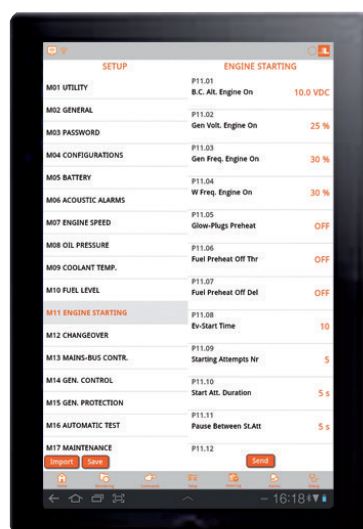 SETUP
M01 UTILITY
M02 GENERAL
M03 PASSWORD
M04 CONFIGURATIONS
M05 BATTERY
M06 ACOUSTIC ALARMS
M07 ENGINE SPEED
M08 OIL PRESSURE
M09 COOLANT TEMP.
M10 FUEL LEVEL
M11 ENGINE STARTING
M12 CHANGEOVER
M13 MAINS-BUS CONTR.
M14 GEN. CONTROL
M15 GEN. PROTECTION
M16 AUTOMATIC TEST
M17 MAINTENANCE
Import Save
ENGINE STARTING
P11.01
B.C. Alt. Engine On 10.0 VDC
P11.02
Gen Volt. Engine On 25 %
P11.03
Gen Freq. Engine On 30 %
P11.04
W Freq. Engine On 30 %
P11.05
Glow-Plugs Preheat OFF
P11.06
Fuel Preheat Off Thr OFF
P11.07
Fuel Preheat Off Del OFF
P11.08
Ev-Start Time 10
P11.09
Starting Attempts Nr 5
P11.10
Start Att. Duration 5 s
P11.11
Pause Between St.Att 5 s
P11.12
Send
16:18